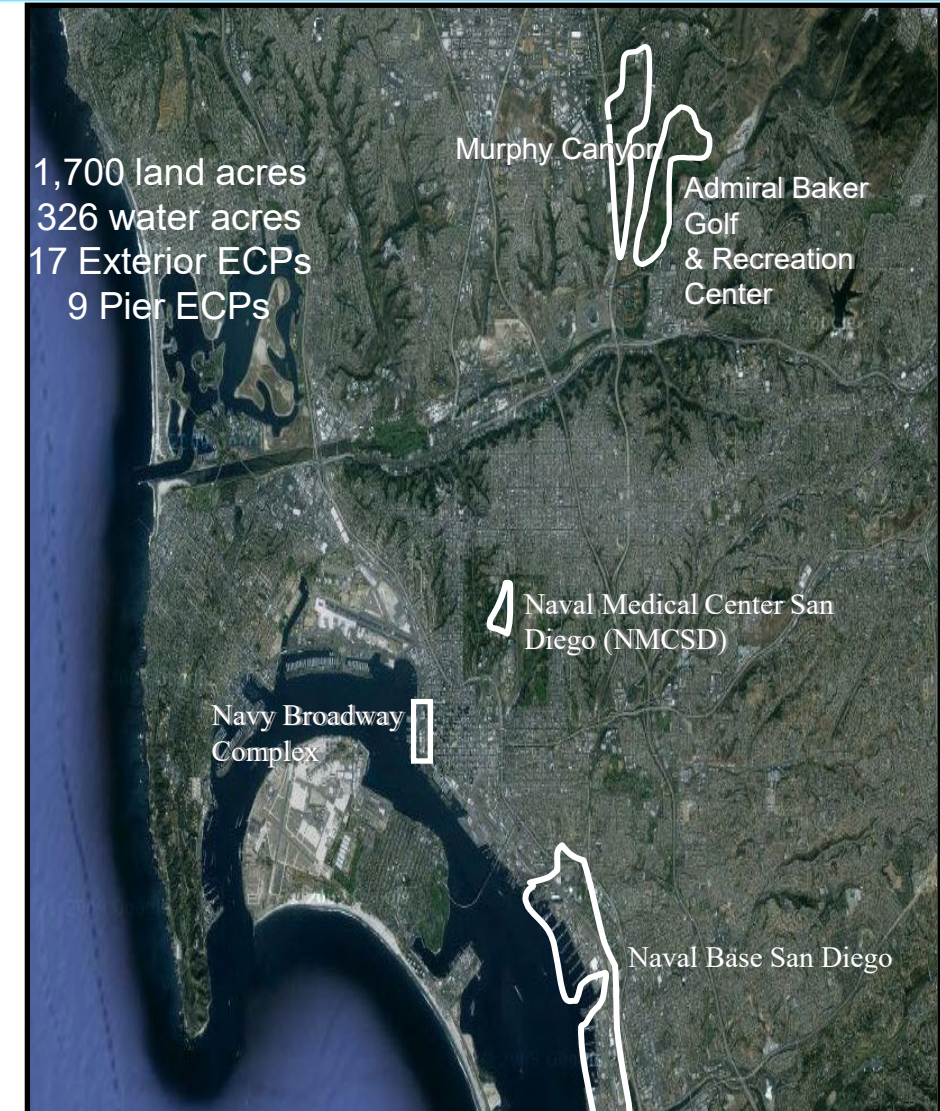 1,700 land acres
326 water acres
17 Exterior ECPs
9 Pier ECPs
Murphy Canyon
Admiral Baker
Golf
& Recreation
Center
Naval Medical Center San
Diego (NMCSD)
Navy Broadway
Complex
Naval Base San Diego